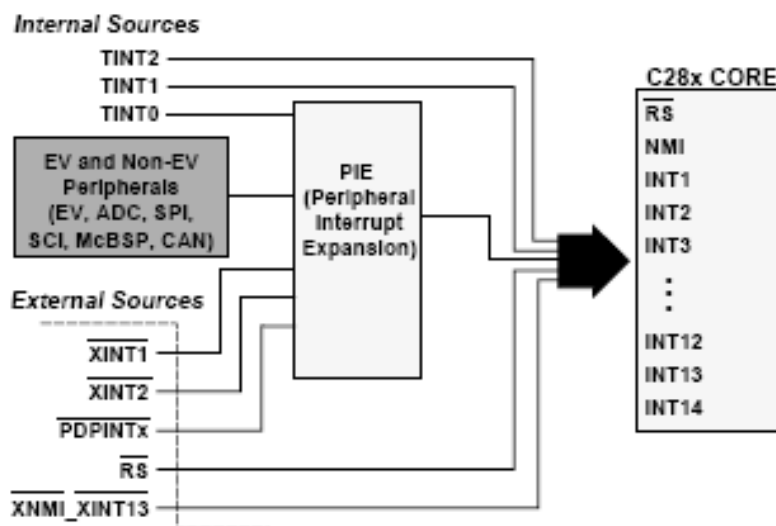 Internal Sources
TINT2
TINT1
TINT0
EV and Non-EV
Peripherals
(EV, ADC, SPI,
SCI, McBSP, CAN)
External Sources
XINT1
XINT2
PDPINTx
RS
XNMI_XINT13
PIE
(Peripheral
Interrupt
Expansion)
C28x CORE
RS
NMI
INT1
INT2
INT3
⋮
INT12
INT13
INT14